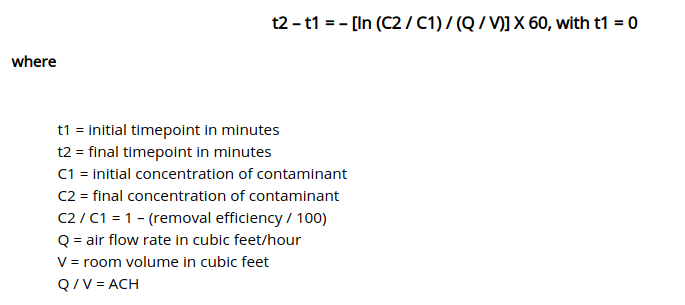 t2 – t1 = – [ln (C2 / C1) / (Q / V)] X 60, with t1 = 0
where
t1 = initial timepoint in minutes
t2 = final timepoint in minutes
C1 = initial concentration of contaminant
C2 = final concentration of contaminant
C2 / C1 = 1 – (removal efficiency / 100)
Q = air flow rate in cubic feet/hour
V = room volume in cubic feet
Q / V = ACH